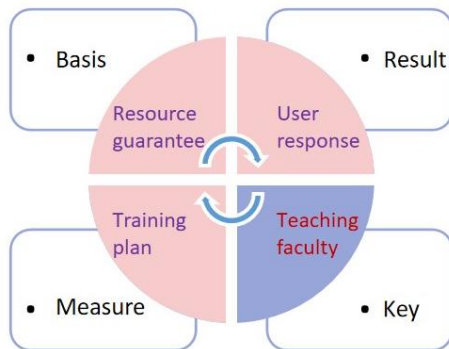 • Basis
• Result
Resource
guarantee
User
response
Training
plan
Teaching
faculty
• Measure
• Key